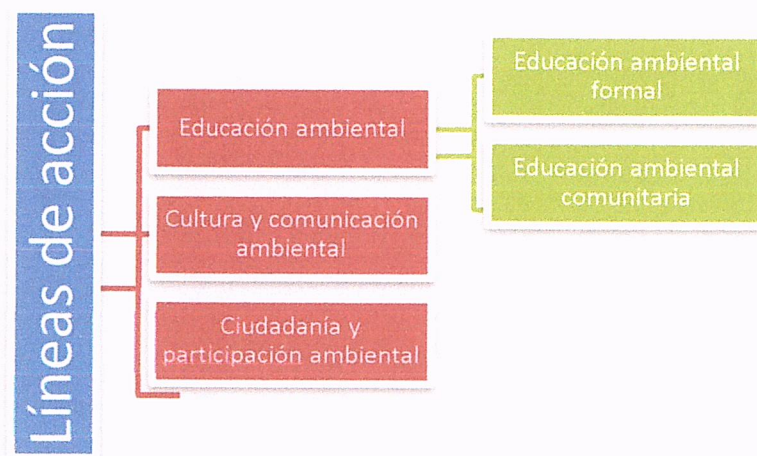 Líneas de acción
Educación ambiental
Educación ambiental
formal
Educación ambiental
comunitaria
Cultura y comunicación
ambiental
Ciudadanía y
participación ambiental